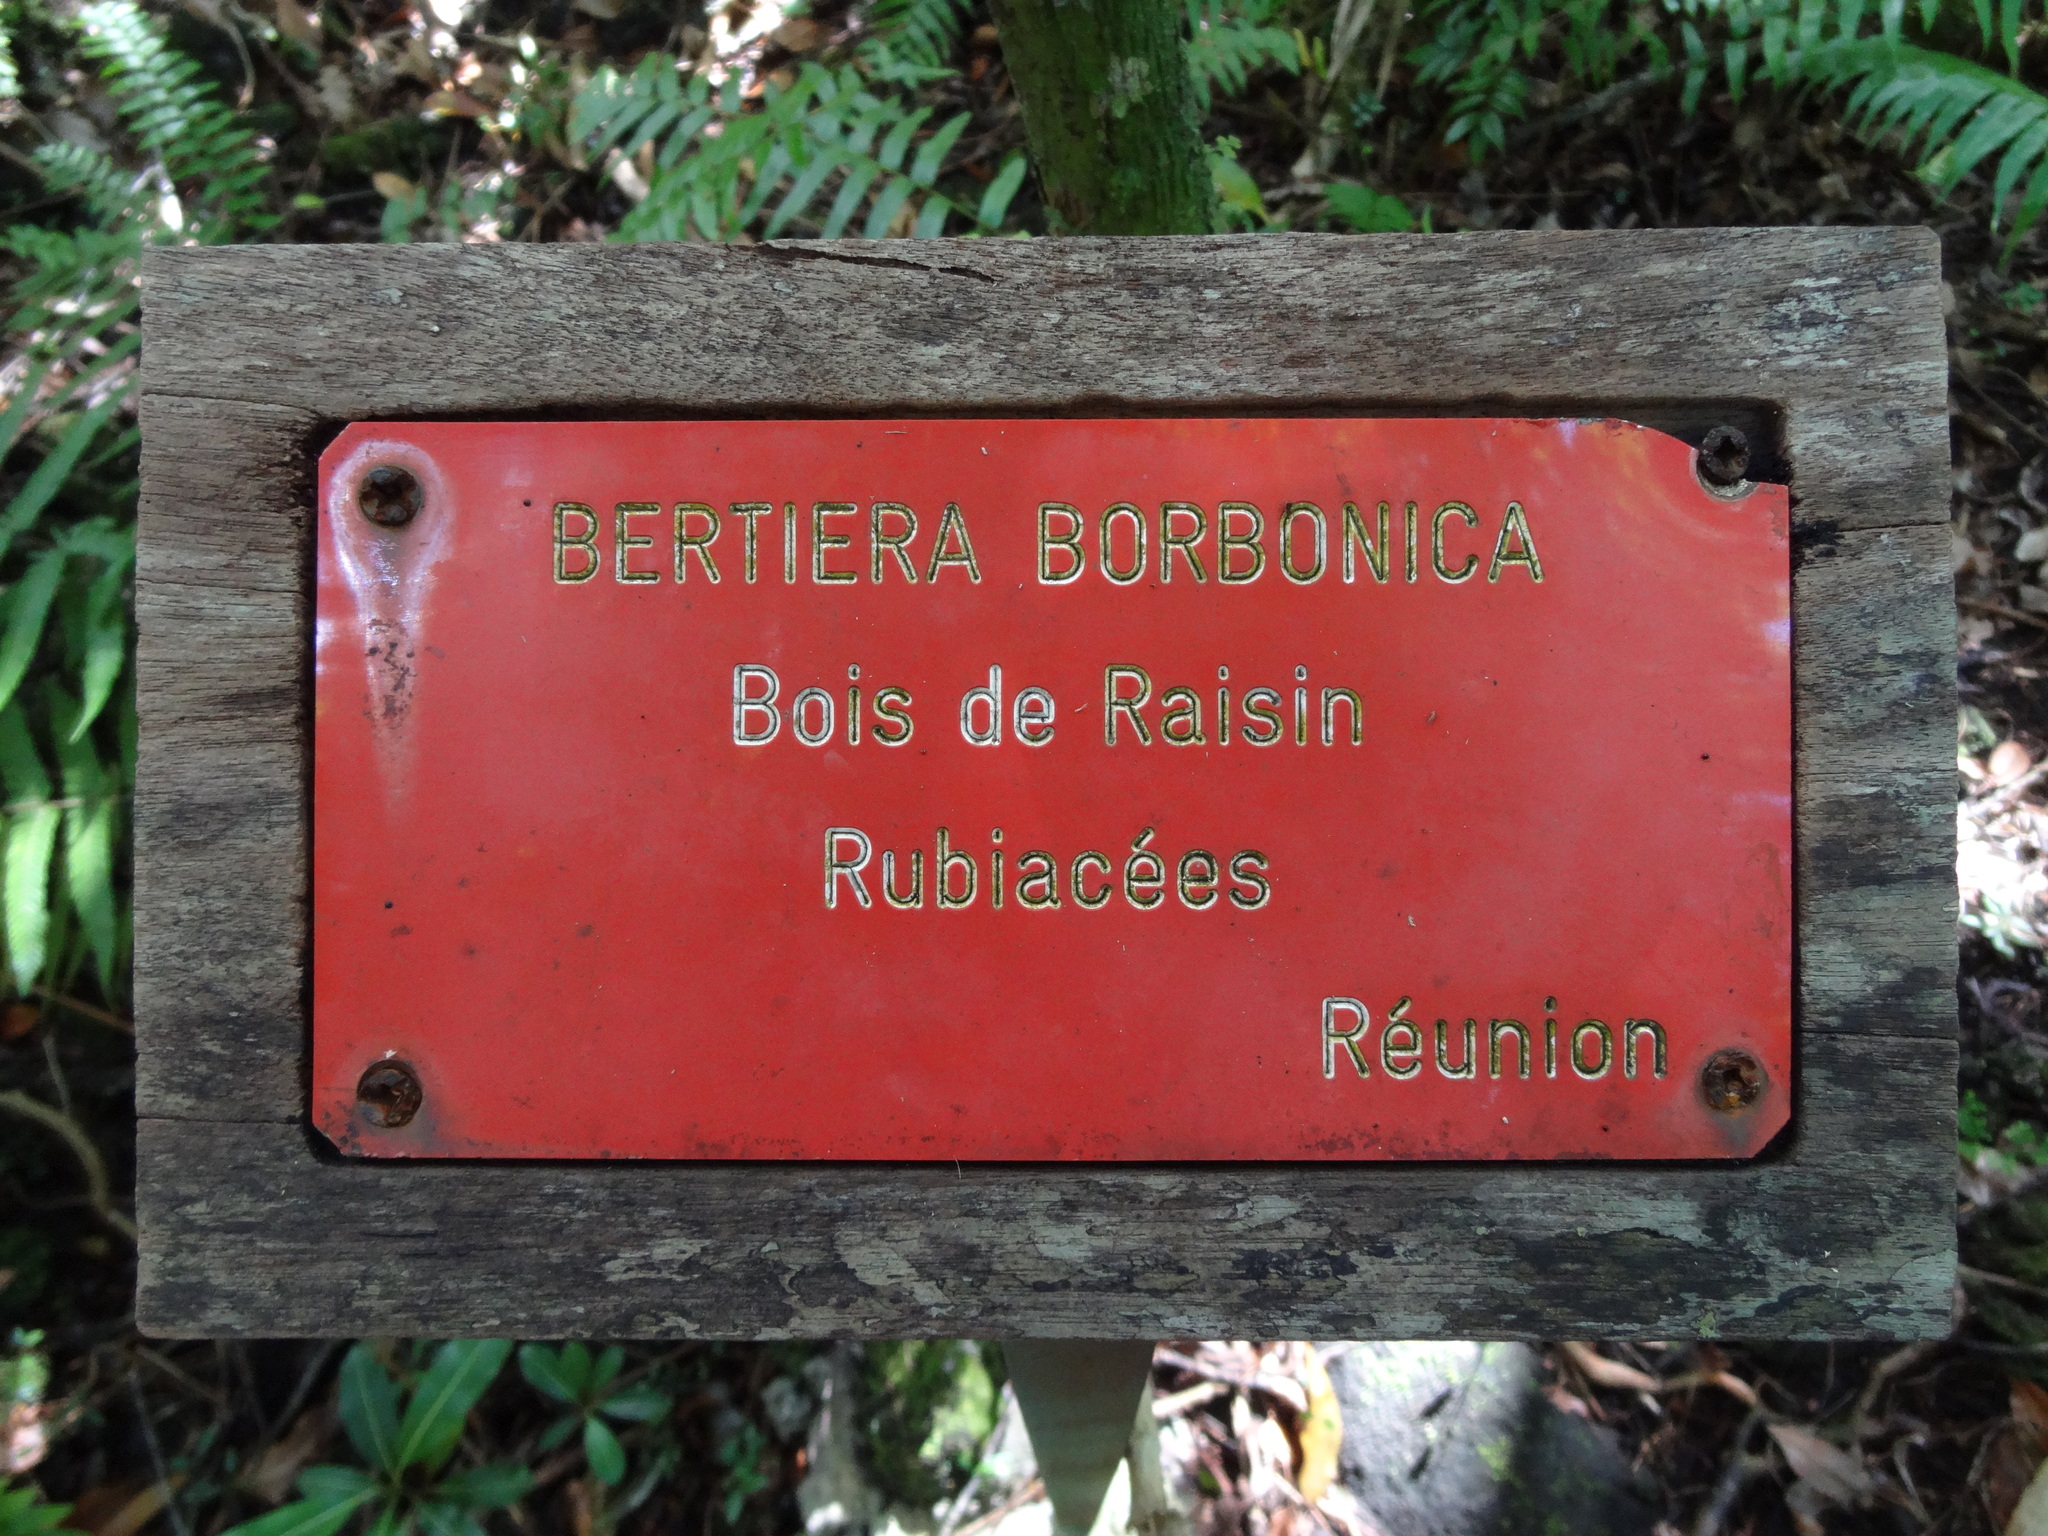 BERTIERA BORBONICA
Bois de Raisin
Rubiacées
Réunion